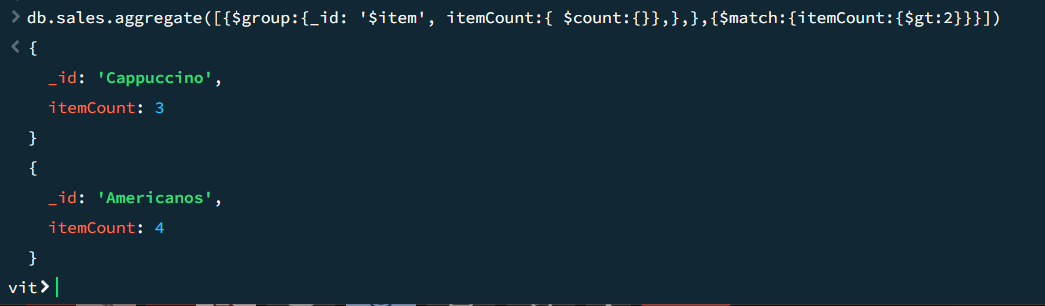 > db.sales.aggregate([{$group:{_id: '$item', itemCount:{ $count:{}},},},{$match:{itemCount:{$gt:2}}}])
< {
_id: 'Cappuccino',
itemCount: 3
}
{
_id: 'Americanos',
itemCount: 4
}
vit>